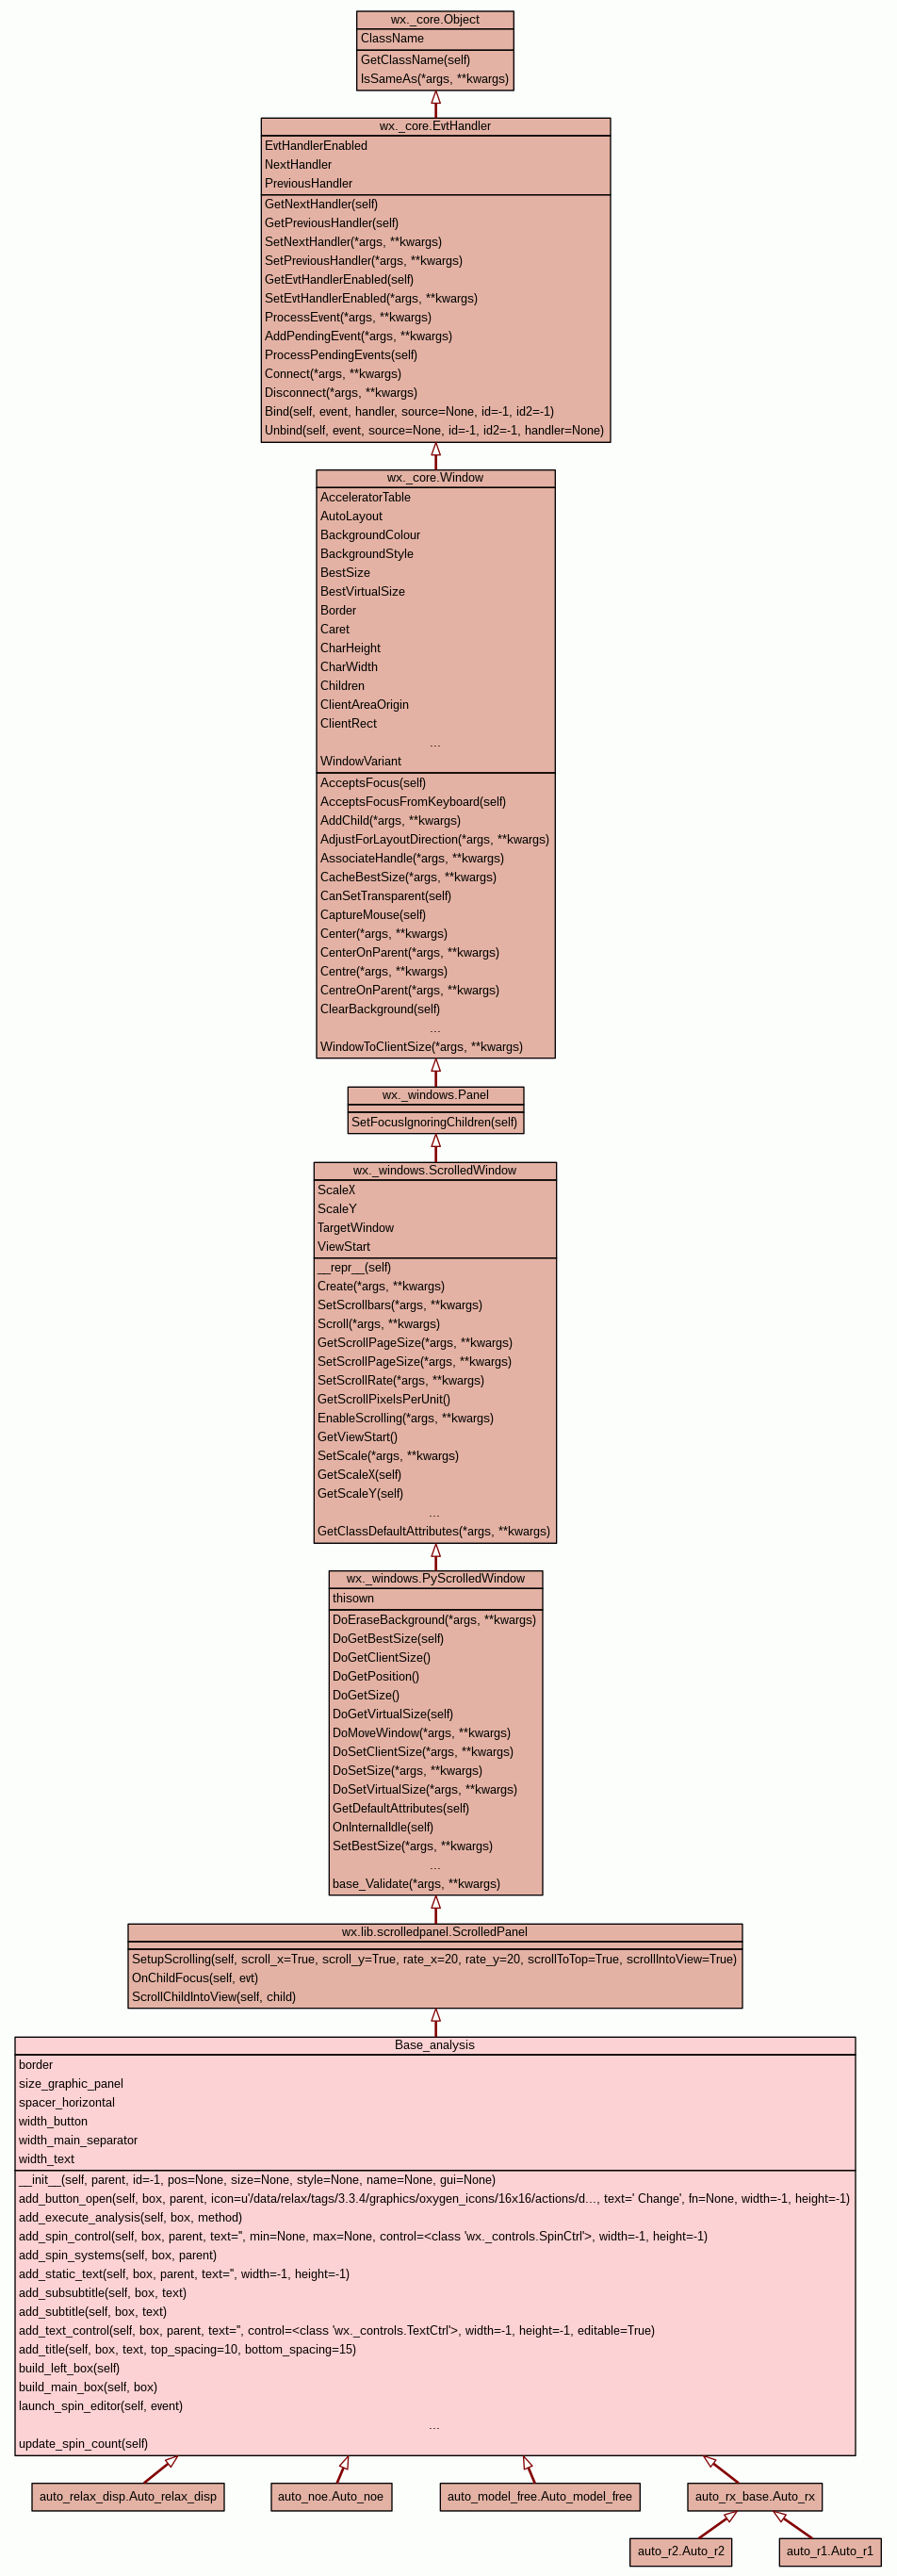 wx._core.Object
ClassName
GetClassName(self)
IsSameAs(*args, **kwargs)
wx._core.EvtHandler
EvtHandlerEnabled
NextHandler
PreviousHandler
GetNextHandler(self)
GetPreviousHandler(self)
SetNextHandler(*args, **kwargs)
SetPreviousHandler(*args, **kwargs)
GetEvtHandlerEnabled(self)
SetEvtHandlerEnabled(*args, **kwargs)
ProcessEvent(*args, **kwargs)
AddPendingEvent(*args, **kwargs)
ProcessPendingEvents(self)
Connect(*args, **kwargs)
Disconnect(*args, **kwargs)
Bind(self, event, handler, source=None, id=-1, id2=-1)
Unbind(self, event, source=None, id=-1, id2=-1, handler=None)
wx._core.Window
AcceleratorTable
AutoLayout
BackgroundColour
BackgroundStyle
BestSize
BestVirtualSize
Border
Caret
CharHeight
CharWidth
Children
ClientAreaOrigin
ClientRect
...
WindowVariant
AcceptsFocus(self)
AcceptsFocusFromKeyboard(self)
AddChild(*args, **kwargs)
AdjustForLayoutDirection(*args, **kwargs)
AssociateHandle(*args, **kwargs)
CacheBestSize(*args, **kwargs)
CanSetTransparent(self)
CaptureMouse(self)
Center(*args, **kwargs)
CenterOnParent(*args, **kwargs)
Centre(*args, **kwargs)
CentreOnParent(*args, **kwargs)
ClearBackground(self)
...
WindowToClientSize(*args, **kwargs)
wx._windows.Panel
SetFocusIgnoringChildren(self)
wx._windows.ScrolledWindow
ScaleX
ScaleY
TargetWindow
ViewStart
__repr__(self)
Create(*args, **kwargs)
SetScrollbars(*args, **kwargs)
Scroll(*args, **kwargs)
GetScrollPageSize(*args, **kwargs)
SetScrollPageSize(*args, **kwargs)
SetScrollRate(*args, **kwargs)
GetScrollPixelsPerUnit()
EnableScrolling(*args, **kwargs)
GetViewStart()
SetScale(*args, **kwargs)
GetScaleX(self)
GetScaleY(self)
...
GetClassDefaultAttributes(*args, **kwargs)
wx._windows.PyScrolledWindow
thisown
DoEraseBackground(*args, **kwargs)
DoGetBestSize(self)
DoGetClientSize()
DoGetPosition()
DoGetSize()
DoGetVirtualSize(self)
DoMoveWindow(*args, **kwargs)
DoSetClientSize(*args, **kwargs)
DoSetSize(*args, **kwargs)
DoSetVirtualSize(*args, **kwargs)
GetDefaultAttributes(self)
OnInternalIdle(self)
SetBestSize(*args, **kwargs)
...
base_Validate(*args, **kwargs)
wx.lib.scrolledpanel.ScrolledPanel
SetupScrolling(self, scroll_x=True, scroll_y=True, rate_x=20, rate_y=20, scrollToTop=True, scrollIntoView=True)
OnChildFocus(self, evt)
ScrollChildIntoView(self, child)
Base_analysis
border
size_graphic_panel
spacer_horizontal
width_button
width_main_separator
width_text
__init__(self, parent, id=-1, pos=None, size=None, style=None, name=None, gui=None)
add_button_open(self, box, parent, icon=u'/data/relax/tags/3.3.4/graphics/oxygen_icons/16x16/actions/d..., text=' Change', fn=None, width=-1, height=-1)
add_execute_analysis(self, box, method)
add_spin_control(self, box, parent, text='', min=None, max=None, control=<class 'wx._controls.SpinCtrl'>, width=-1, height=-1)
add_spin_systems(self, box, parent)
add_static_text(self, box, parent, text='', width=-1, height=-1)
add_subsubtitle(self, box, text)
add_subtitle(self, box, text)
add_text_control(self, box, parent, text='', control=<class 'wx._controls.TextCtrl'>, width=-1, height=-1, editable=True)
add_title(self, box, text, top_spacing=10, bottom_spacing=15)
build_left_box(self)
build_main_box(self, box)
launch_spin_editor(self, event)
...
update_spin_count(self)
auto_relax_disp.Auto_relax_disp
auto_noe.Auto_noe
auto_model_free.Auto_model_free
auto_rx_base.Auto_rx
auto_r2.Auto_r2
auto_r1.Auto_r1